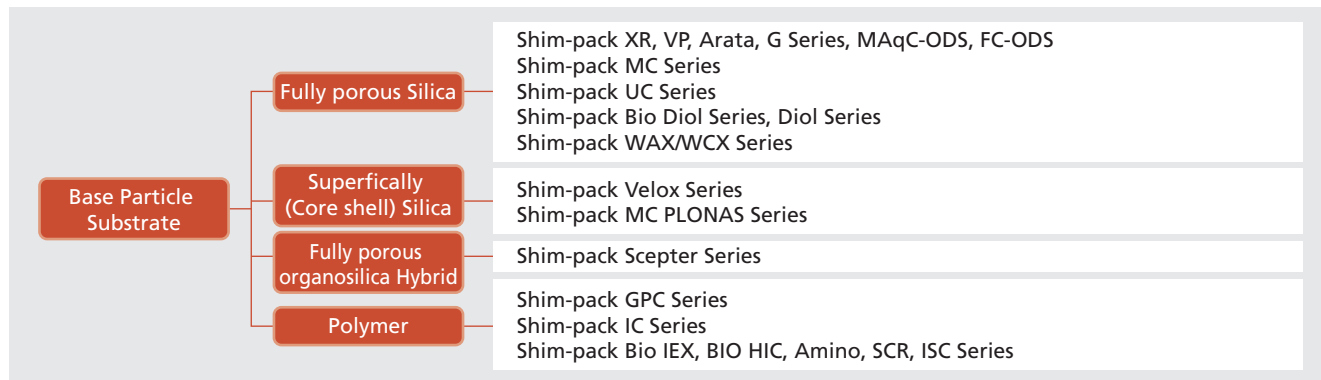 Base Particle
Substrate
Fully porous Silica
Shim-pack XR, VP, Arata, G Series, MAqC-ODS, FC-ODS
Shim-pack MC Series
Shim-pack UC Series
Shim-pack Bio Diol Series, Diol Series
Shim-pack WAX/WCX Series
Superfically
(Core shell) Silica
Shim-pack Velox Series
Shim-pack MC PLONAS Series
Fully porous
organosilica Hybrid
Shim-pack Scepter Series
Polymer
Shim-pack GPC Series
Shim-pack IC Series
Shim-pack Bio IEX, BIO HIC, Amino, SCR, ISC Series